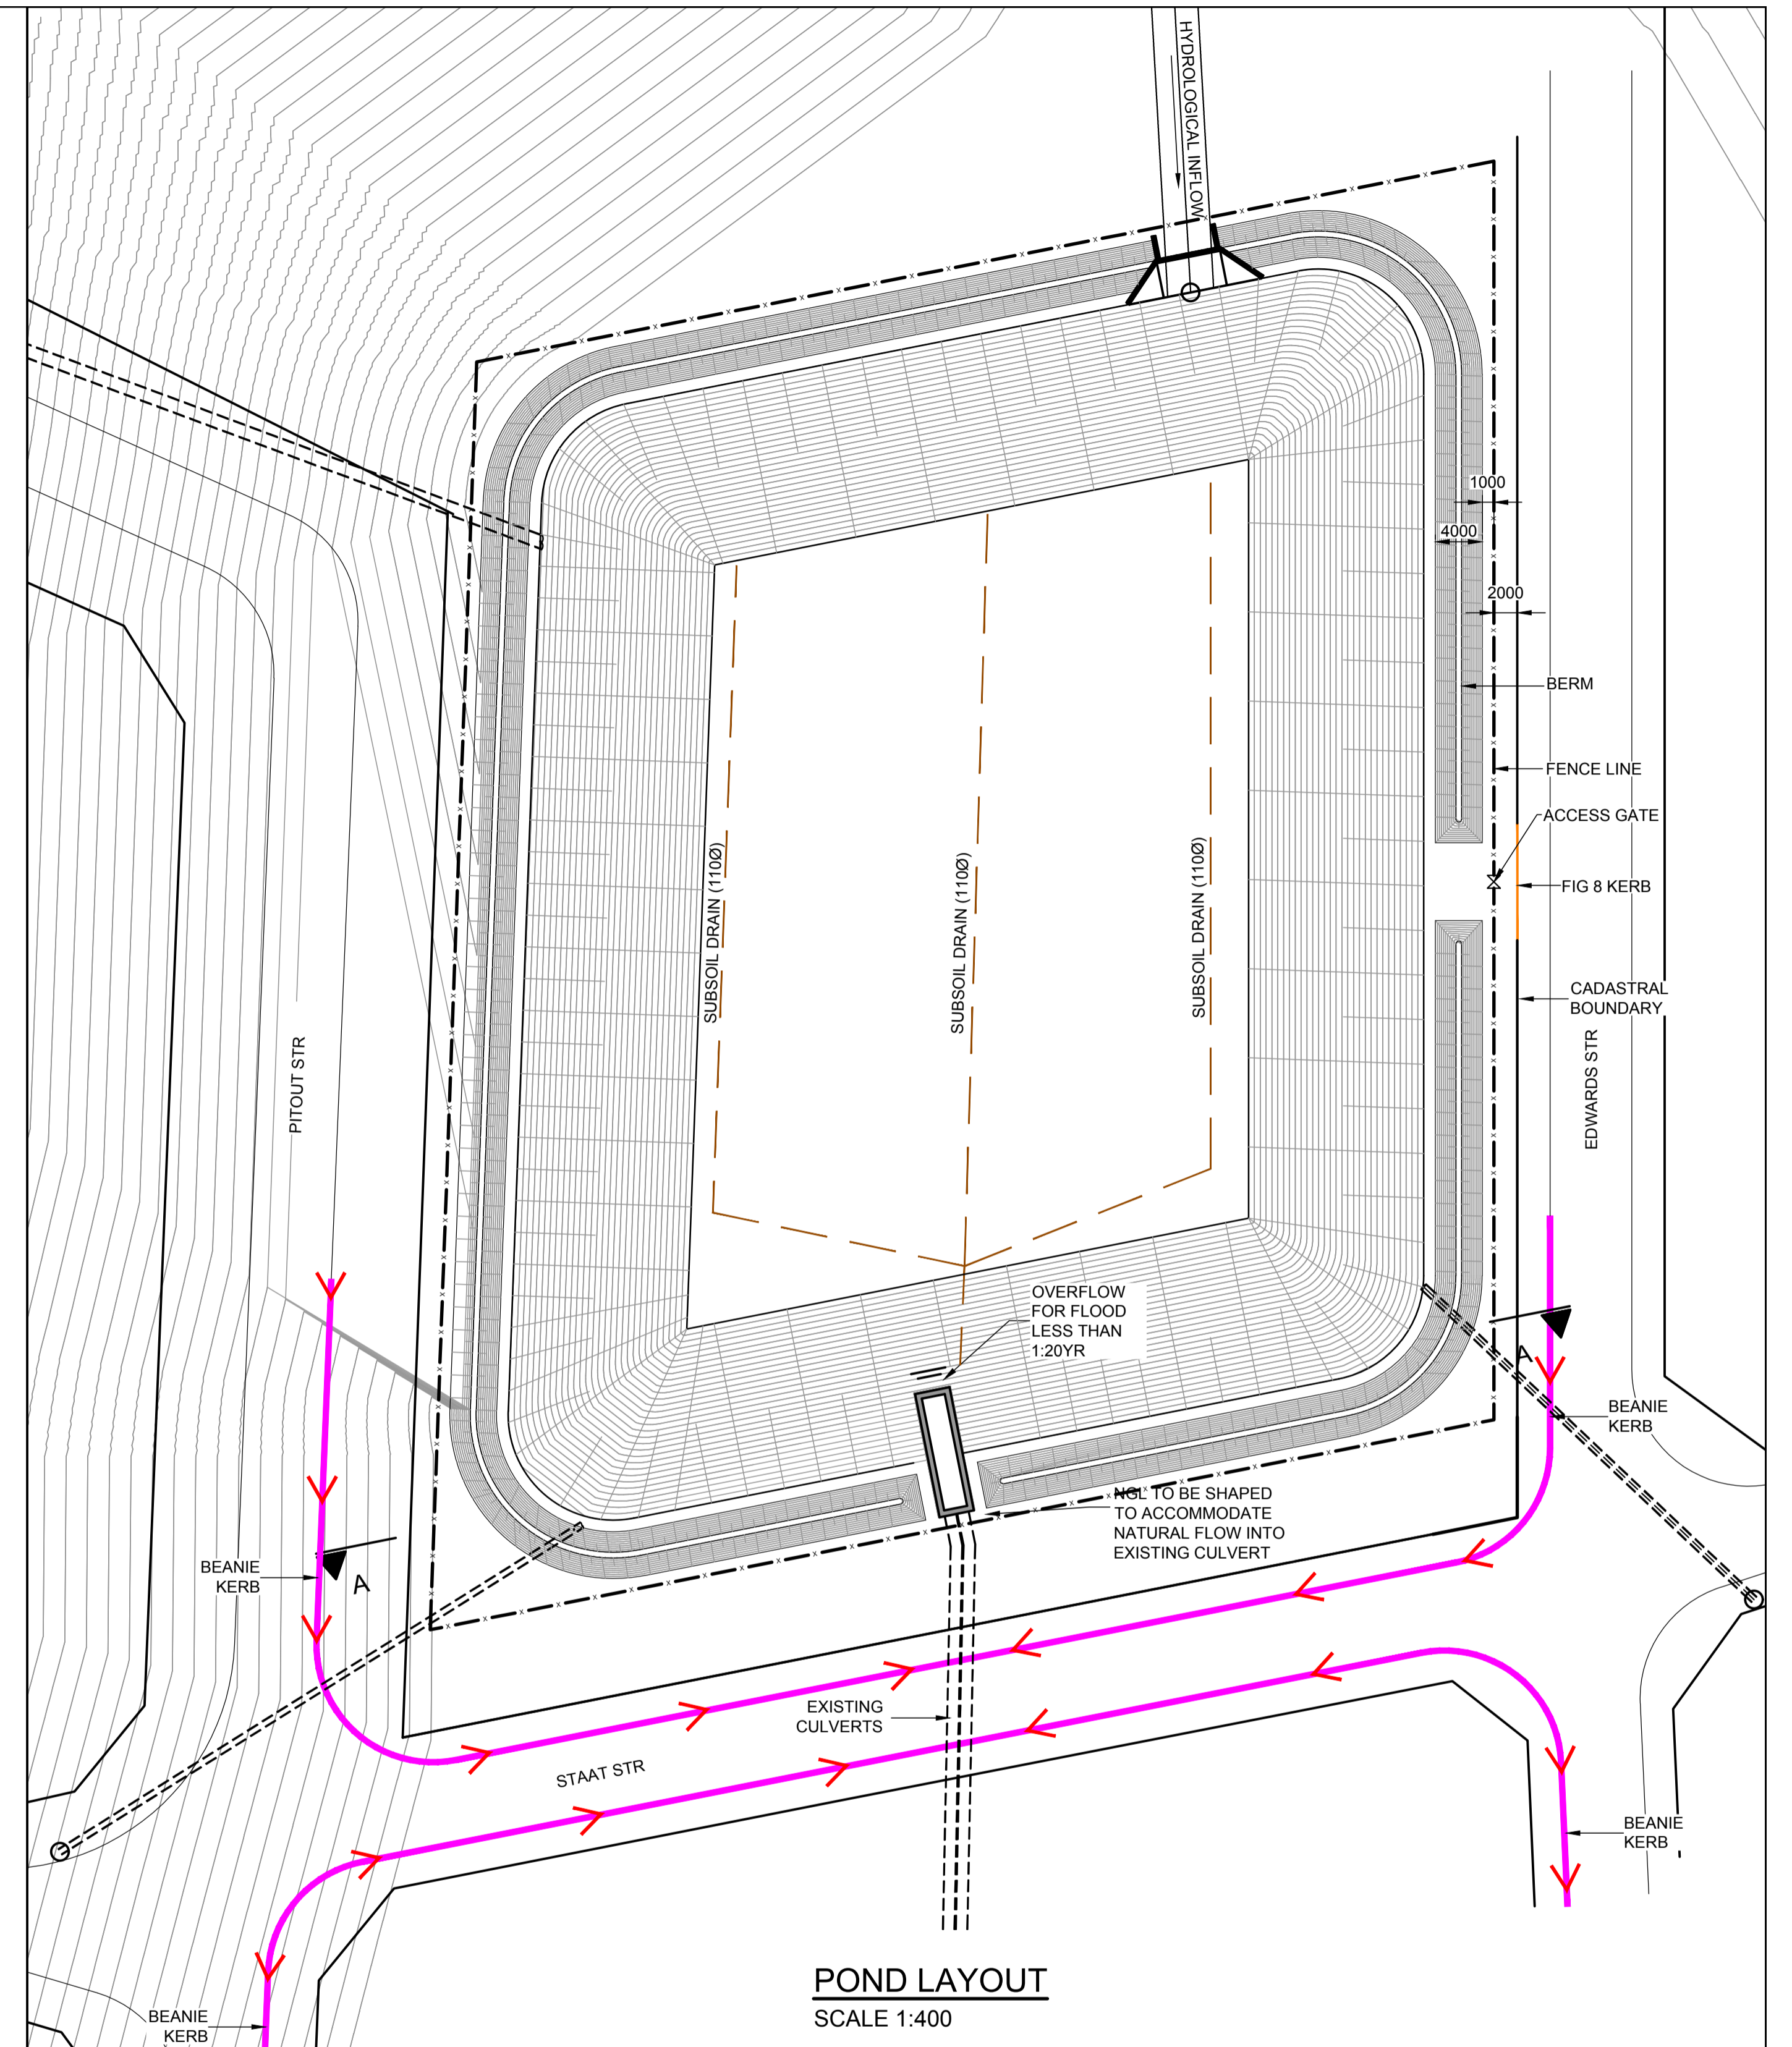 HYDROLOGICAL INFLOW
1000
4000
2000
BERM
FENCE LINE
ACCESS GATE
FIG 8 KERB
CADASTRAL
BOUNDARY
EDWARDS STR
PITOUT STR
SUBSOIL DRAIN (110Ø)
SUBSOIL DRAIN (110Ø)
SUBSOIL DRAIN (110Ø)
OVERFLOW
FOR FLOOD
LESS THAN
1:20YR
A
BEANIE
KERB
NGL TO BE SHAPED
TO ACCOMMODATE
NATURAL FLOW INTO
EXISTING CULVERT
BEANIE
KERB
A
EXISTING
CULVERTS
STAAT STR
BEANIE
KERB
BEANIE
KERB
POND LAYOUT
SCALE 1:400